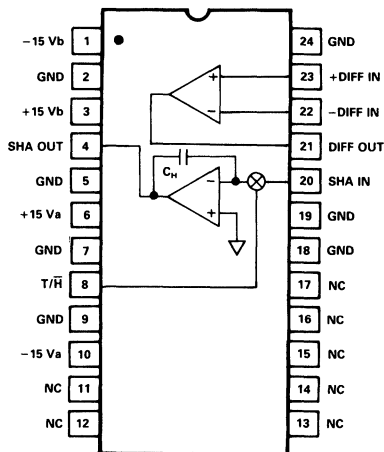 -15 Vb 1
GND 2
+15 Vb 3
SHA OUT 4
GND 5
+15 Va 6
GND 7
T/H̅ 8
GND 9
-15 Va 10
NC 11
NC 12
+
−
CH
−
+
24 GND
23 +DIFF IN
22 −DIFF IN
21 DIFF OUT
20 SHA IN
19 GND
18 GND
17 NC
16 NC
15 NC
14 NC
13 NC